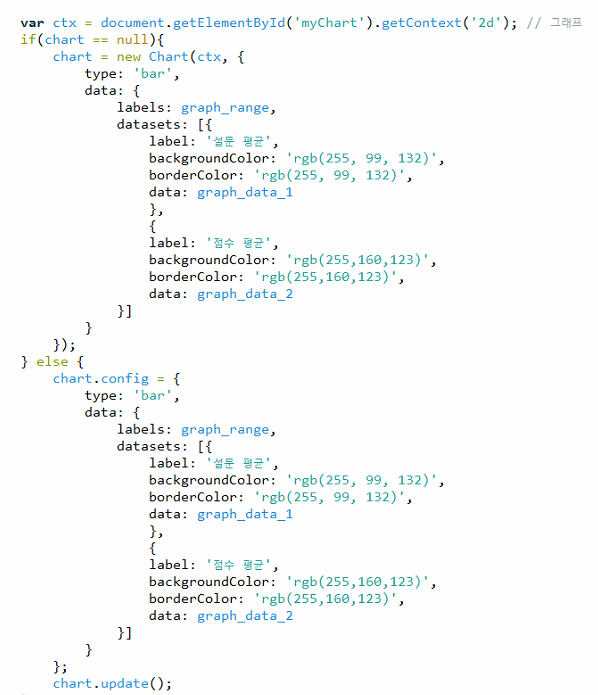 var ctx = document.getElementById('myChart').getContext('2d'); // 그래프
if(chart == null){
    chart = new Chart(ctx, {
        type: 'bar',
        data: {
            labels: graph_range,
            datasets: [{
                label: '설문 평균',
                backgroundColor: 'rgb(255, 99, 132)',
                borderColor: 'rgb(255, 99, 132)',
                data: graph_data_1
                },
                {
                label: '점수 평균',
                backgroundColor: 'rgb(255,160,123)',
                borderColor: 'rgb(255,160,123)',
                data: graph_data_2
            }]
        }
    });
} else {
    chart.config = {
        type: 'bar',
        data: {
            labels: graph_range,
            datasets: [{
                label: '설문 평균',
                backgroundColor: 'rgb(255, 99, 132)',
                borderColor: 'rgb(255, 99, 132)',
                data: graph_data_1
                },
                {
                label: '점수 평균',
                backgroundColor: 'rgb(255,160,123)',
                borderColor: 'rgb(255,160,123)',
                data: graph_data_2
            }]
        }
    };
    chart.update();